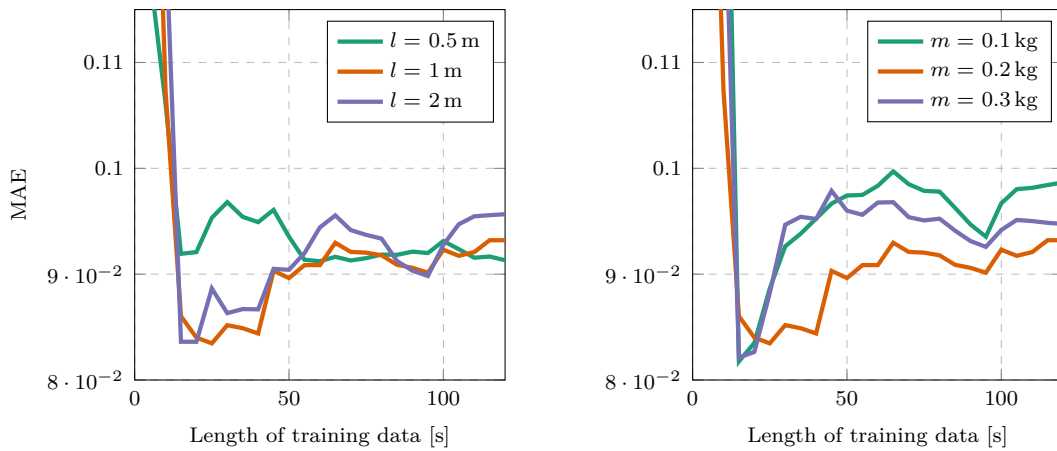 0.11
0.1
9 · 10⁻²
8 · 10⁻²
MAE
0
50
100
Length of training data [s]
l = 0.5 m
l = 1 m
l = 2 m
0.11
0.1
9 · 10⁻²
8 · 10⁻²
0
50
100
Length of training data [s]
m = 0.1 kg
m = 0.2 kg
m = 0.3 kg